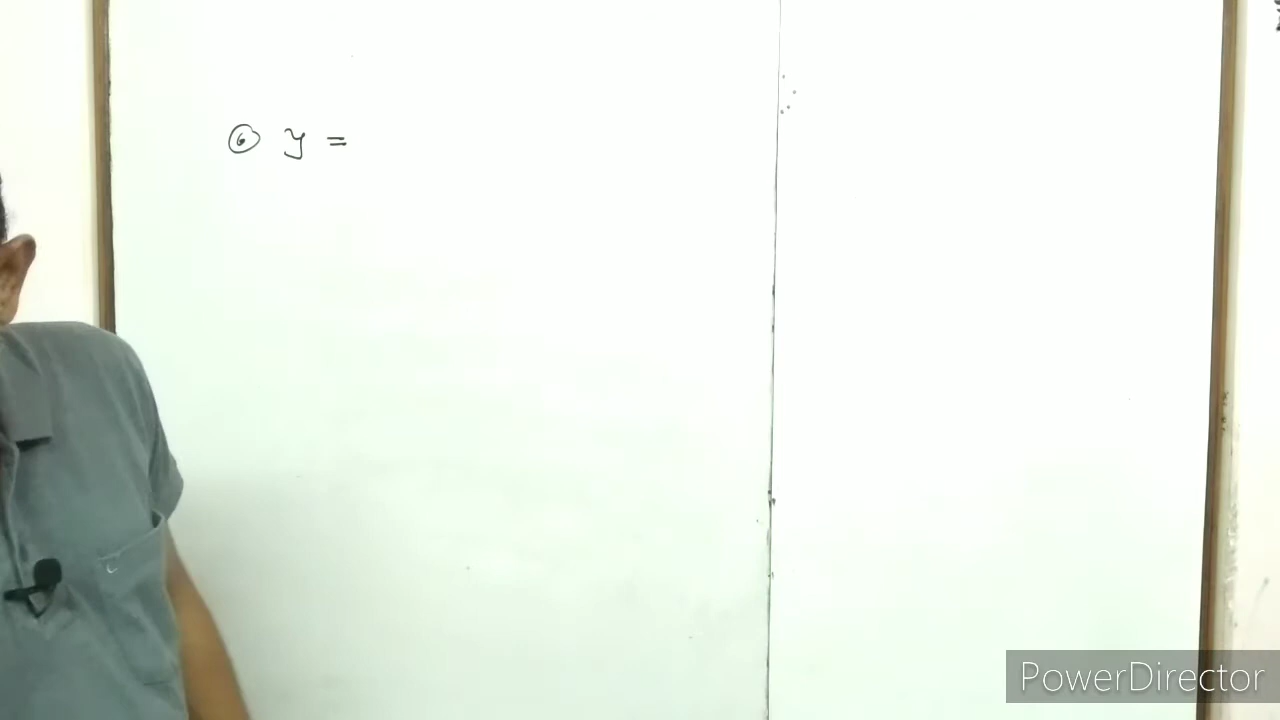 ⑥ y =
PowerDirector